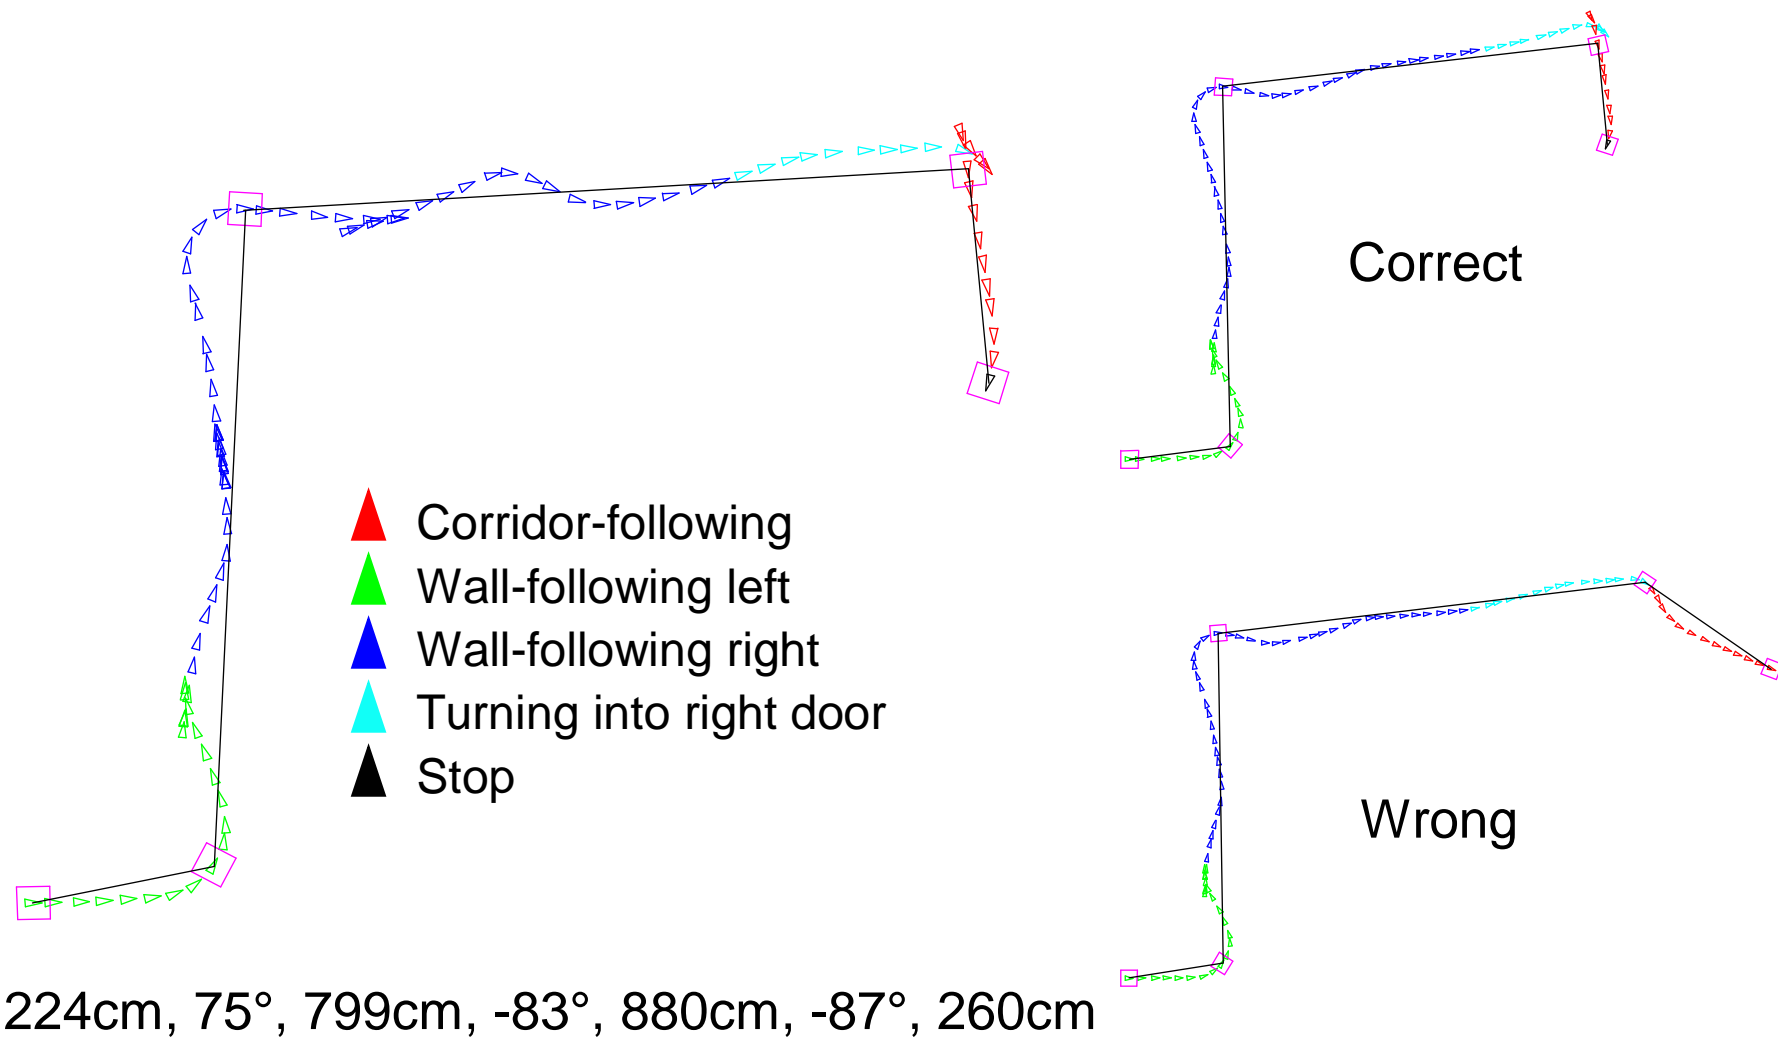 Correct
Corridor-following
Wall-following left
Wall-following right
Turning into right door
Stop
Wrong
224cm, 75°, 799cm, -83°, 880cm, -87°, 260cm